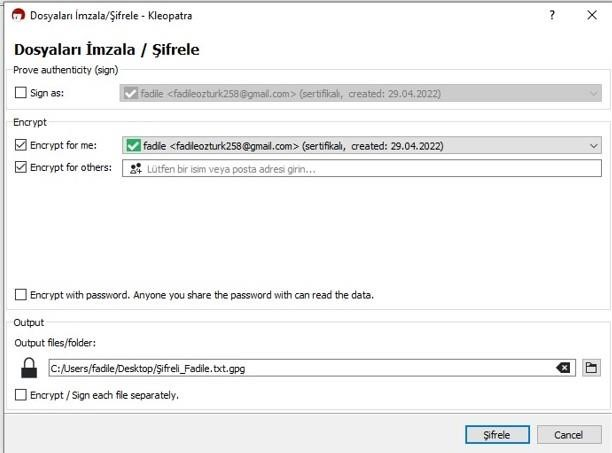 Dosyaları İmzala/Şifrele - Kleopatra
Dosyaları İmzala / Şifrele
Prove authenticity (sign)
Sign as: fadile <fadileozturk258@gmail.com> (sertifikalı, created: 29.04.2022)
Encrypt
Encrypt for me: fadile <fadileozturk258@gmail.com> (sertifikalı, created: 29.04.2022)
Encrypt for others: Lütfen bir isim veya posta adresi girin...
Encrypt with password. Anyone you share the password with can read the data.
Output
Output files/folder:
C:/Users/fadile/Desktop/Şifreli_Fadile.txt.gpg
Encrypt / Sign each file separately.
Şifrele Cancel